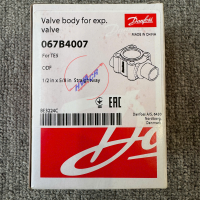 Valve body for exp.
valve
Danfoss
MADE IN CHINA
067B4007
For TE5
ODF
1/2 in x 5/8 in Straightway
EAC
Danfoss A/S, 6430
Nordborg
Denmark